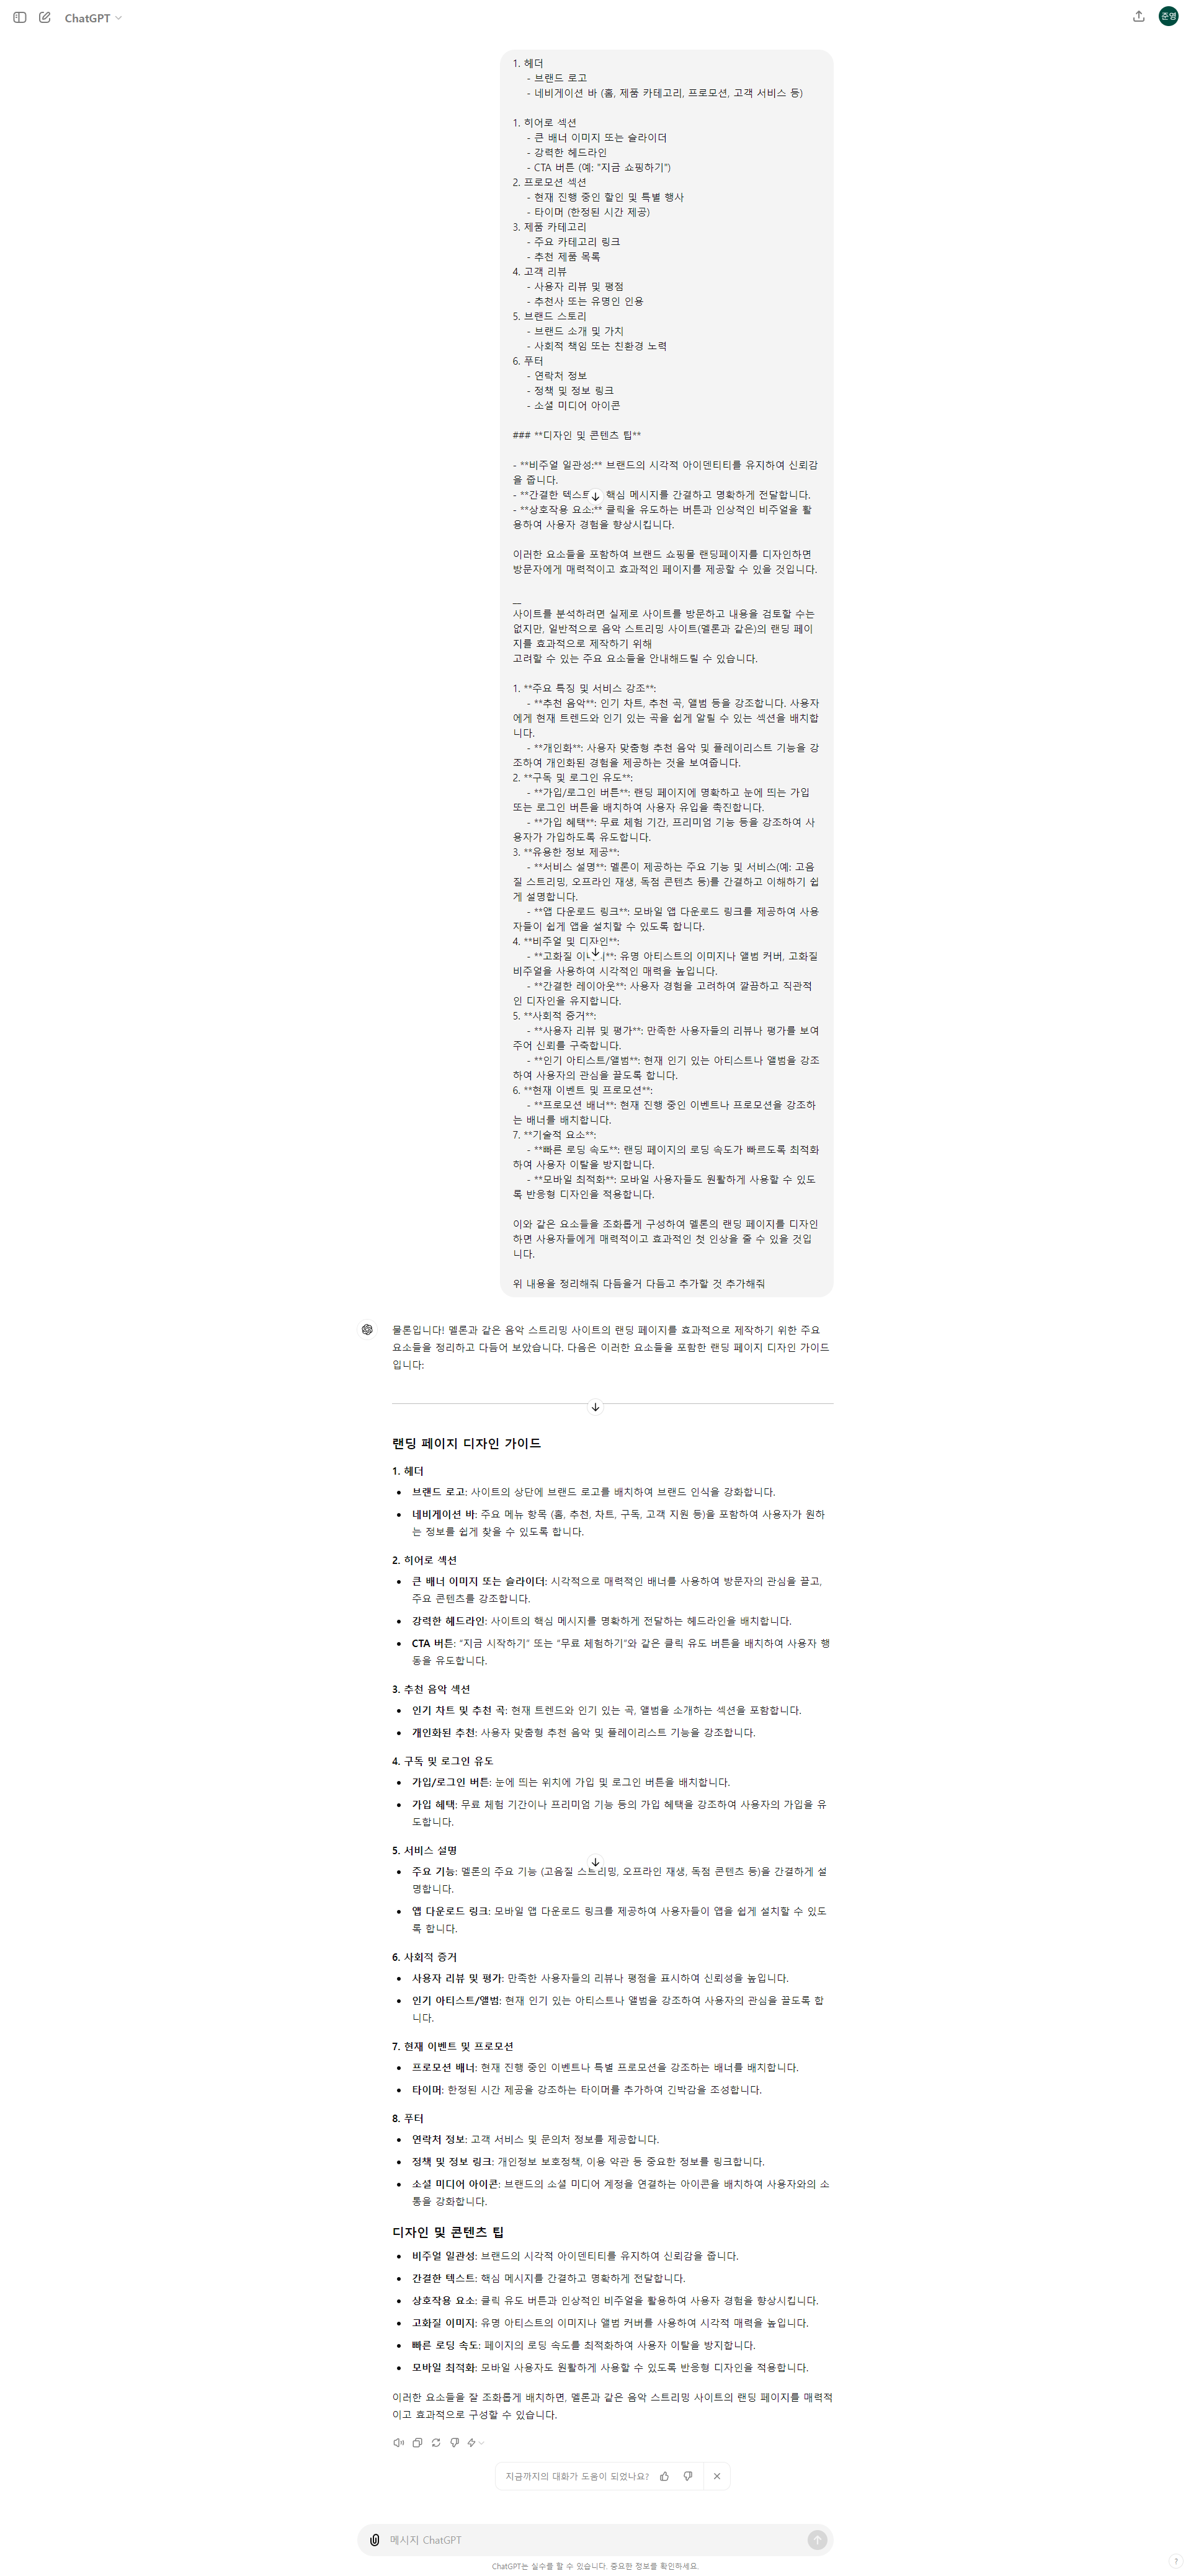 ChatGPT
준영
1. 헤더
- 브랜드 로고
- 네비게이션 바 (홈, 제품 카테고리, 프로모션, 고객 서비스 등)
1. 히어로 섹션
- 큰 배너 이미지 또는 슬라이더
- 강력한 헤드라인
- CTA 버튼 (예: "지금 쇼핑하기")
2. 프로모션 섹션
- 현재 진행 중인 할인 및 특별 행사
- 타이머 (한정된 시간 제공)
3. 제품 카테고리
- 주요 카테고리 링크
- 추천 제품 목록
4. 고객 리뷰
- 사용자 리뷰 및 평점
- 추천사 또는 유명인 인용
5. 브랜드 스토리
- 브랜드 소개 및 가치
- 사회적 책임 또는 친환경 노력
6. 푸터
- 연락처 정보
- 정책 및 정보 링크
- 소셜 미디어 아이콘
### **디자인 및 콘텐츠 팁**
- **비주얼 일관성:** 브랜드의 시각적 아이덴티티를 유지하여 신뢰감
을 줍니다.
- **간결한 텍스트 핵심 메시지를 간결하고 명확하게 전달합니다.
- **상호작용 요소:** 클릭을 유도하는 버튼과 인상적인 비주얼을 활
용하여 사용자 경험을 향상시킵니다.
이러한 요소들을 포함하여 브랜드 쇼핑몰 랜딩페이지를 디자인하면
방문자에게 매력적이고 효과적인 페이지를 제공할 수 있을 것입니다.
__
사이트를 분석하려면 실제로 사이트를 방문하고 내용을 검토할 수는
없지만, 일반적으로 음악 스트리밍 사이트(멜론과 같은)의 랜딩 페이
지를 효과적으로 제작하기 위해
고려할 수 있는 주요 요소들을 안내해드릴 수 있습니다.
1. **주요 특징 및 서비스 강조**:
- **추천 음악**: 인기 차트, 추천 곡, 앨범 등을 강조합니다. 사용자
에게 현재 트렌드와 인기 있는 곡을 쉽게 알릴 수 있는 섹션을 배치합
니다.
- **개인화**: 사용자 맞춤형 추천 음악 및 플레이리스트 기능을 강
조하여 개인화된 경험을 제공하는 것을 보여줍니다.
2. **구독 및 로그인 유도**:
- **가입/로그인 버튼**: 랜딩 페이지에 명확하고 눈에 띄는 가입
또는 로그인 버튼을 배치하여 사용자 유입을 촉진합니다.
- **가입 혜택**: 무료 체험 기간, 프리미엄 기능 등을 강조하여 사
용자가 가입하도록 유도합니다.
3. **유용한 정보 제공**:
- **서비스 설명**: 멜론이 제공하는 주요 기능 및 서비스(예: 고음
질 스트리밍, 오프라인 재생, 독점 콘텐츠 등)를 간결하고 이해하기 쉽
게 설명합니다.
- **앱 다운로드 링크**: 모바일 앱 다운로드 링크를 제공하여 사용
자들이 쉽게 앱을 설치할 수 있도록 합니다.
4. **비주얼 및 디자인**:
- **고화질 이미지**: 유명 아티스트의 이미지나 앨범 커버, 고화질
비주얼을 사용하여 시각적인 매력을 높입니다.
- **간결한 레이아웃**: 사용자 경험을 고려하여 깔끔하고 직관적
인 디자인을 유지합니다.
5. **사회적 증거**:
- **사용자 리뷰 및 평가**: 만족한 사용자들의 리뷰나 평가를 보여
주어 신뢰를 구축합니다.
- **인기 아티스트/앨범**: 현재 인기 있는 아티스트나 앨범을 강조
하여 사용자의 관심을 끌도록 합니다.
6. **현재 이벤트 및 프로모션**:
- **프로모션 배너**: 현재 진행 중인 이벤트나 프로모션을 강조하
는 배너를 배치합니다.
7. **기술적 요소**:
- **빠른 로딩 속도**: 랜딩 페이지의 로딩 속도가 빠르도록 최적화
하여 사용자 이탈을 방지합니다.
- **모바일 최적화**: 모바일 사용자들도 원활하게 사용할 수 있도
록 반응형 디자인을 적용합니다.
이와 같은 요소들을 조화롭게 구성하여 멜론의 랜딩 페이지를 디자인
하면 사용자들에게 매력적이고 효과적인 첫 인상을 줄 수 있을 것입
니다.
위 내용을 정리해줘 다듬을거 다듬고 추가할 것 추가해줘
물론입니다! 멜론과 같은 음악 스트리밍 사이트의 랜딩 페이지를 효과적으로 제작하기 위한 주요
요소들을 정리하고 다듬어 보았습니다. 다음은 이러한 요소들을 포함한 랜딩 페이지 디자인 가이드
입니다:
랜딩 페이지 디자인 가이드
1. 헤더
• 브랜드 로고: 사이트의 상단에 브랜드 로고를 배치하여 브랜드 인식을 강화합니다.
• 네비게이션 바: 주요 메뉴 항목 (홈, 추천, 차트, 구독, 고객 지원 등)을 포함하여 사용자가 원하
는 정보를 쉽게 찾을 수 있도록 합니다.
2. 히어로 섹션
• 큰 배너 이미지 또는 슬라이더: 시각적으로 매력적인 배너를 사용하여 방문자의 관심을 끌고,
주요 콘텐츠를 강조합니다.
• 강력한 헤드라인: 사이트의 핵심 메시지를 명확하게 전달하는 헤드라인을 배치합니다.
• CTA 버튼: "지금 시작하기" 또는 "무료 체험하기"와 같은 클릭 유도 버튼을 배치하여 사용자 행
동을 유도합니다.
3. 추천 음악 섹션
• 인기 차트 및 추천 곡: 현재 트렌드와 인기 있는 곡, 앨범을 소개하는 섹션을 포함합니다.
• 개인화된 추천: 사용자 맞춤형 추천 음악 및 플레이리스트 기능을 강조합니다.
4. 구독 및 로그인 유도
• 가입/로그인 버튼: 눈에 띄는 위치에 가입 및 로그인 버튼을 배치합니다.
• 가입 혜택: 무료 체험 기간이나 프리미엄 기능 등의 가입 혜택을 강조하여 사용자의 가입을 유
도합니다.
5. 서비스 설명
• 주요 기능: 멜론의 주요 기능 (고음질 스트리밍, 오프라인 재생, 독점 콘텐츠 등)을 간결하게 설
명합니다.
• 앱 다운로드 링크: 모바일 앱 다운로드 링크를 제공하여 사용자들이 앱을 쉽게 설치할 수 있도
록 합니다.
6. 사회적 증거
• 사용자 리뷰 및 평가: 만족한 사용자들의 리뷰나 평점을 표시하여 신뢰성을 높입니다.
• 인기 아티스트/앨범: 현재 인기 있는 아티스트나 앨범을 강조하여 사용자의 관심을 끌도록 합
니다.
7. 현재 이벤트 및 프로모션
• 프로모션 배너: 현재 진행 중인 이벤트나 특별 프로모션을 강조하는 배너를 배치합니다.
• 타이머: 한정된 시간 제공을 강조하는 타이머를 추가하여 긴박감을 조성합니다.
8. 푸터
• 연락처 정보: 고객 서비스 및 문의처 정보를 제공합니다.
• 정책 및 정보 링크: 개인정보 보호정책, 이용 약관 등 중요한 정보를 링크합니다.
• 소셜 미디어 아이콘: 브랜드의 소셜 미디어 계정을 연결하는 아이콘을 배치하여 사용자와의 소
통을 강화합니다.
디자인 및 콘텐츠 팁
• 비주얼 일관성: 브랜드의 시각적 아이덴티티를 유지하여 신뢰감을 줍니다.
• 간결한 텍스트: 핵심 메시지를 간결하고 명확하게 전달합니다.
• 상호작용 요소: 클릭 유도 버튼과 인상적인 비주얼을 활용하여 사용자 경험을 향상시킵니다.
• 고화질 이미지: 유명 아티스트의 이미지나 앨범 커버를 사용하여 시각적 매력을 높입니다.
• 빠른 로딩 속도: 페이지의 로딩 속도를 최적화하여 사용자 이탈을 방지합니다.
• 모바일 최적화: 모바일 사용자도 원활하게 사용할 수 있도록 반응형 디자인을 적용합니다.
이러한 요소들을 잘 조화롭게 배치하면, 멜론과 같은 음악 스트리밍 사이트의 랜딩 페이지를 매력적
이고 효과적으로 구성할 수 있습니다.
지금까지의 대화가 도움이 되었나요?
메시지 ChatGPT
ChatGPT는 실수를 할 수 있습니다. 중요한 정보를 확인하세요.
?